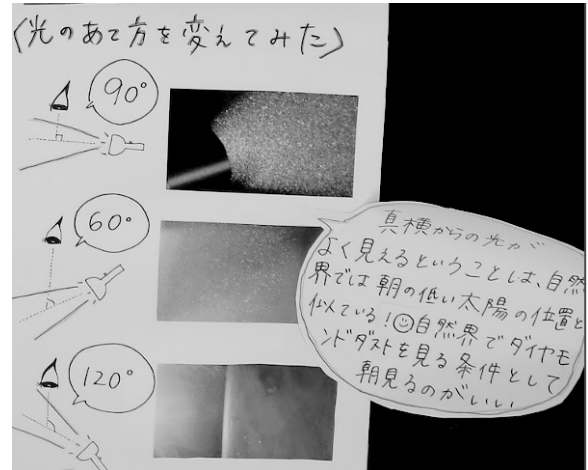 〈光のあて方を変えてみた〉
90°
60°
120°
真横からの光が
よく見えるということは、自然
界では朝の低い太陽の位置と
似ている!☺自然界でダイヤモ
ンドダストを見る条件として
朝見るのがいい